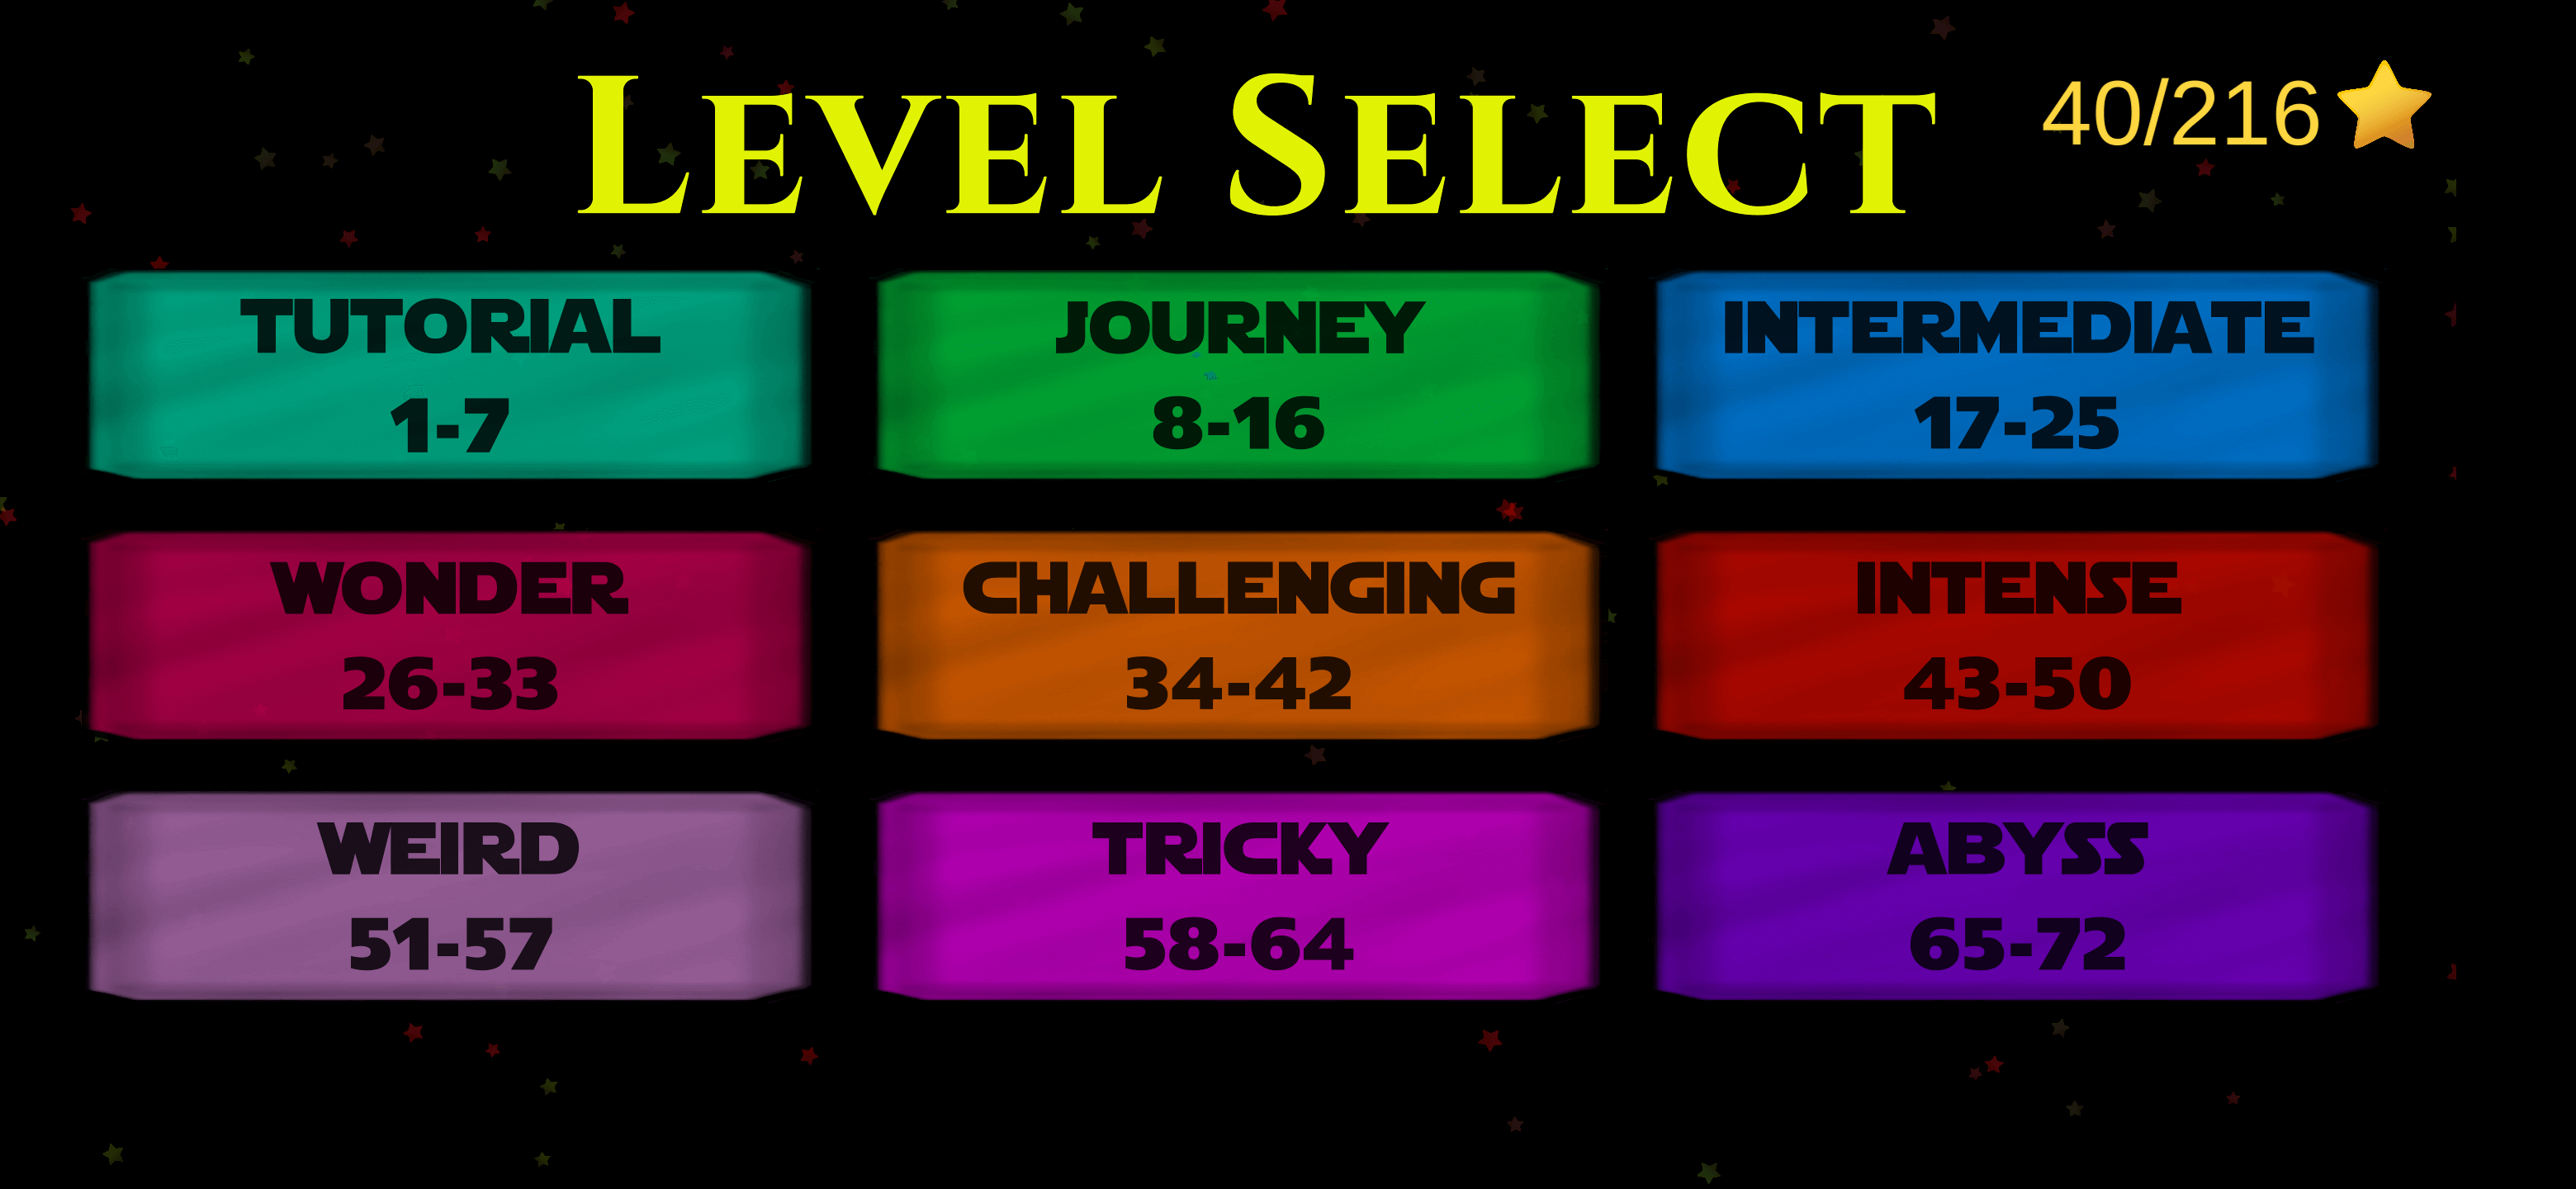 Level Select
40/216
TUTORIAL
1-7
JOURNEY
8-16
INTERMEDIATE
17-25
WONDER
26-33
CHALLENGING
34-42
INTENSE
43-50
WEIRD
51-57
TRICKY
58-64
ABYSS
65-72